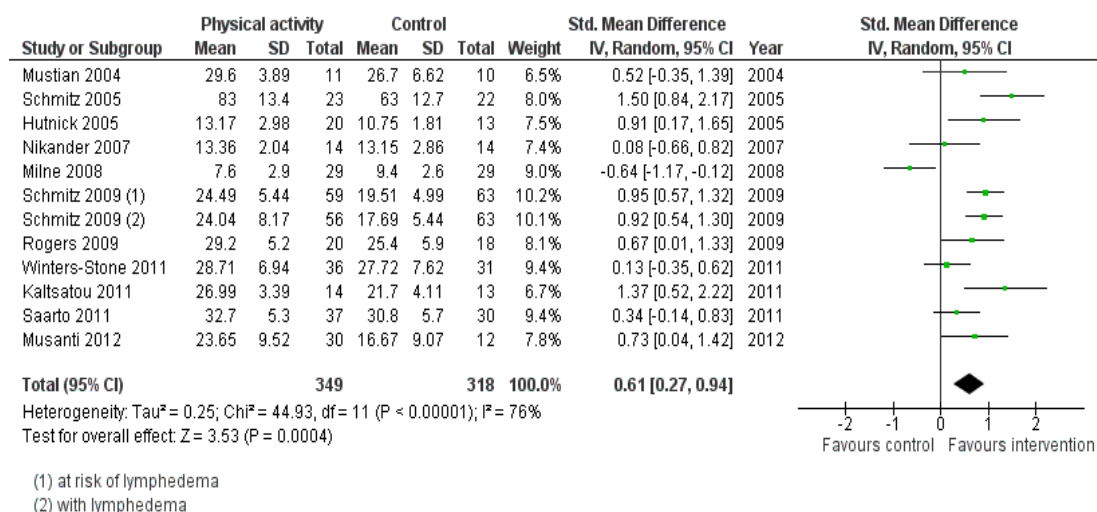 Physical activity Control Std. Mean Difference Std. Mean Difference
Study or Subgroup Mean SD Total Mean SD Total Weight IV, Random, 95% CI Year IV, Random, 95% CI
Mustian 2004 29.6 3.89 11 26.7 6.62 10 6.5% 0.52 [-0.35, 1.39] 2004
Schmitz 2005 83 13.4 23 63 12.7 22 8.0% 1.50 [0.84, 2.17] 2005
Hutnick 2005 13.17 2.98 20 10.75 1.81 13 7.5% 0.91 [0.17, 1.65] 2005
Nikander 2007 13.36 2.04 14 13.15 2.86 14 7.4% 0.08 [-0.66, 0.82] 2007
Milne 2008 7.6 2.9 29 9.4 2.6 29 9.1% -0.64 [-1.17, -0.12] 2008
Schmitz 2009 (1) 24.49 5.44 59 19.51 4.99 63 10.2% 0.95 [0.57, 1.32] 2009
Schmitz 2009 (2) 24.04 8.17 56 17.69 5.44 63 10.1% 0.92 [0.54, 1.30] 2009
Rogers 2009 29.2 5.2 20 25.4 5.9 18 8.1% 0.67 [0.01, 1.33] 2009
Winters-Stone 2011 28.71 6.94 36 27.72 7.62 31 9.4% 0.13 [-0.35, 0.62] 2011
Kaltsatou 2011 26.99 3.39 14 21.7 4.11 13 6.7% 1.37 [0.52, 2.22] 2011
Saarto 2011 32.7 5.3 37 30.8 5.7 30 9.4% 0.34 [-0.14, 0.83] 2011
Musanti 2012 23.65 9.52 30 16.67 9.07 12 7.8% 0.73 [0.04, 1.42] 2012
Total (95% CI) 349 318 100.0% 0.61 [0.27, 0.94]
Heterogeneity: Tau² = 0.25; Chi² = 44.93, df = 11 (P < 0.00001); I² = 76%
Test for overall effect: Z = 3.53 (P = 0.0004)
-2 -1 0 1 2
Favours control Favours intervention
(1) at risk of lymphedema
(2) with lymphedema